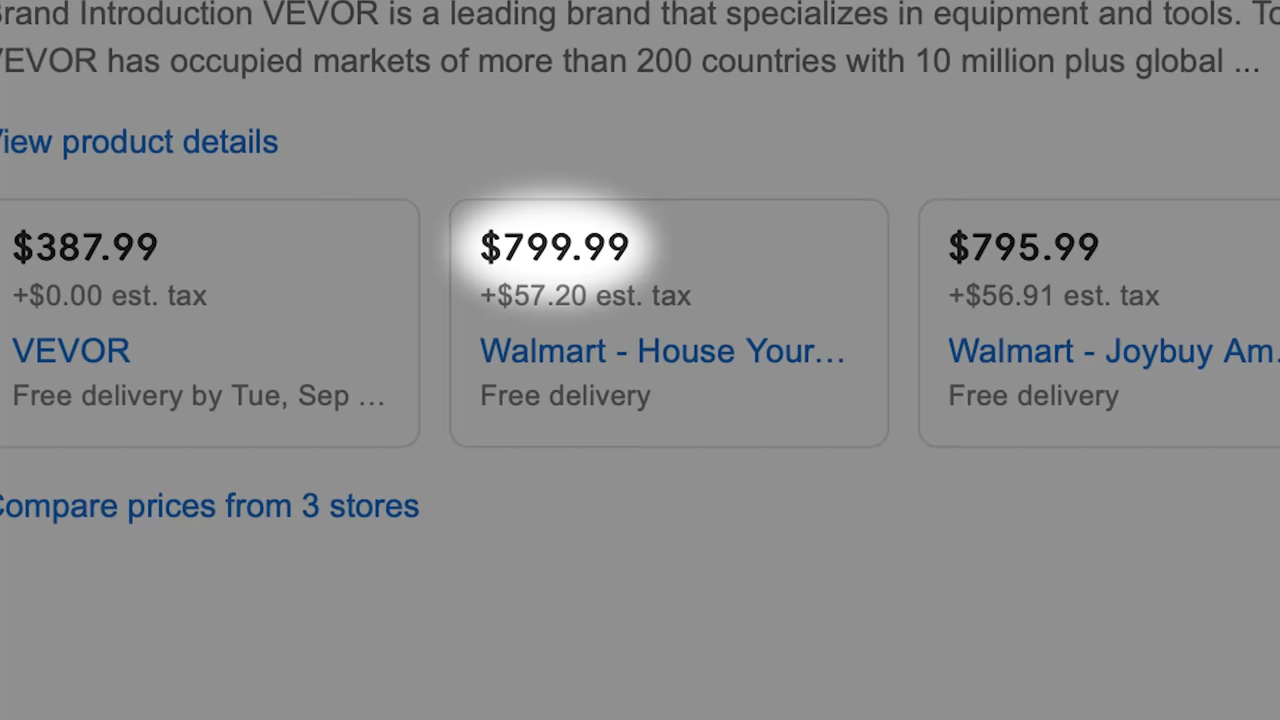 Brand Introduction VEVOR is a leading brand that specializes in equipment and tools. To
VEVOR has occupied markets of more than 200 countries with 10 million plus global ...
View product details
$387.99
+$0.00 est. tax
VEVOR
Free delivery by Tue, Sep ...
$799.99
+$57.20 est. tax
Walmart - House Your...
Free delivery
$795.99
+$56.91 est. tax
Walmart - Joybuy Am.
Free delivery
Compare prices from 3 stores